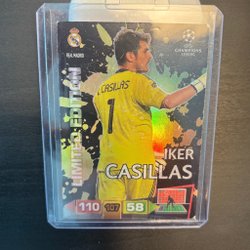 REAL MADRID
CHAMPIONS
LEAGUE
LIMITED EDITION
CASILLAS
1
IKER
CASILLAS
110
107
58